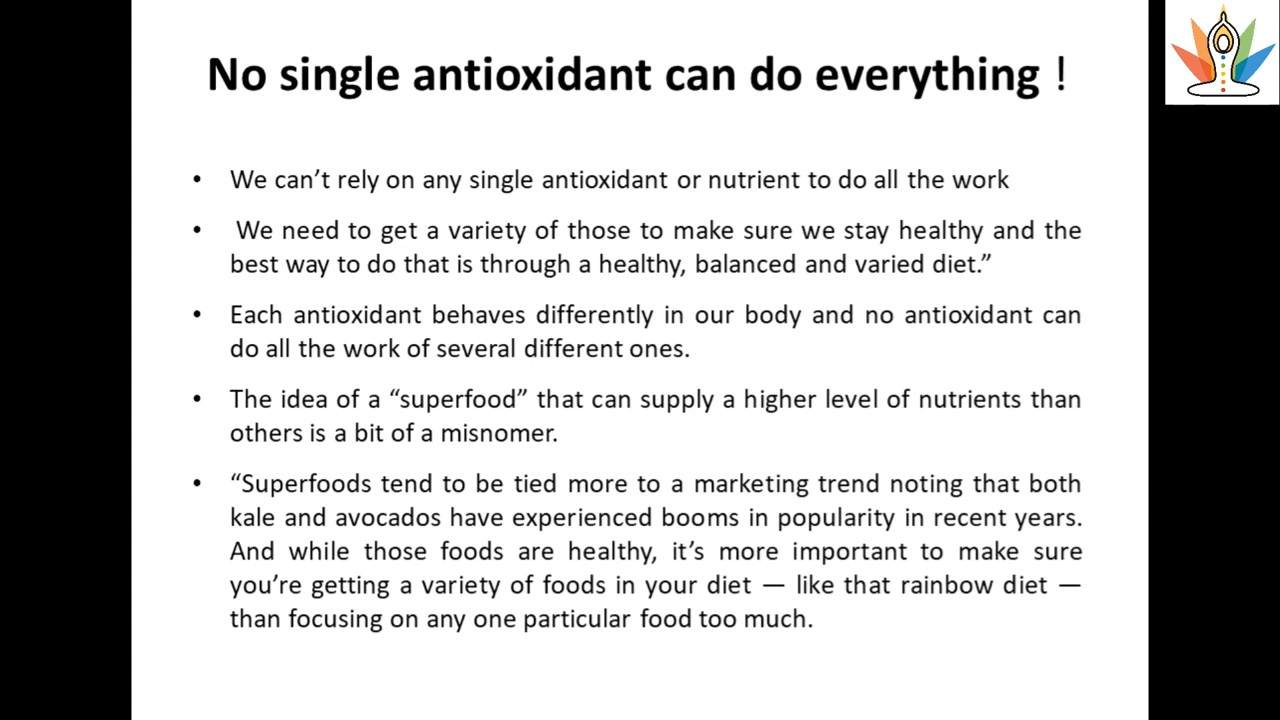 No single antioxidant can do everything !
• We can’t rely on any single antioxidant or nutrient to do all the work
• We need to get a variety of those to make sure we stay healthy and the
best way to do that is through a healthy, balanced and varied diet.”
• Each antioxidant behaves differently in our body and no antioxidant can
do all the work of several different ones.
• The idea of a “superfood” that can supply a higher level of nutrients than
others is a bit of a misnomer.
• “Superfoods tend to be tied more to a marketing trend noting that both
kale and avocados have experienced booms in popularity in recent years.
And while those foods are healthy, it’s more important to make sure
you’re getting a variety of foods in your diet — like that rainbow diet —
than focusing on any one particular food too much.